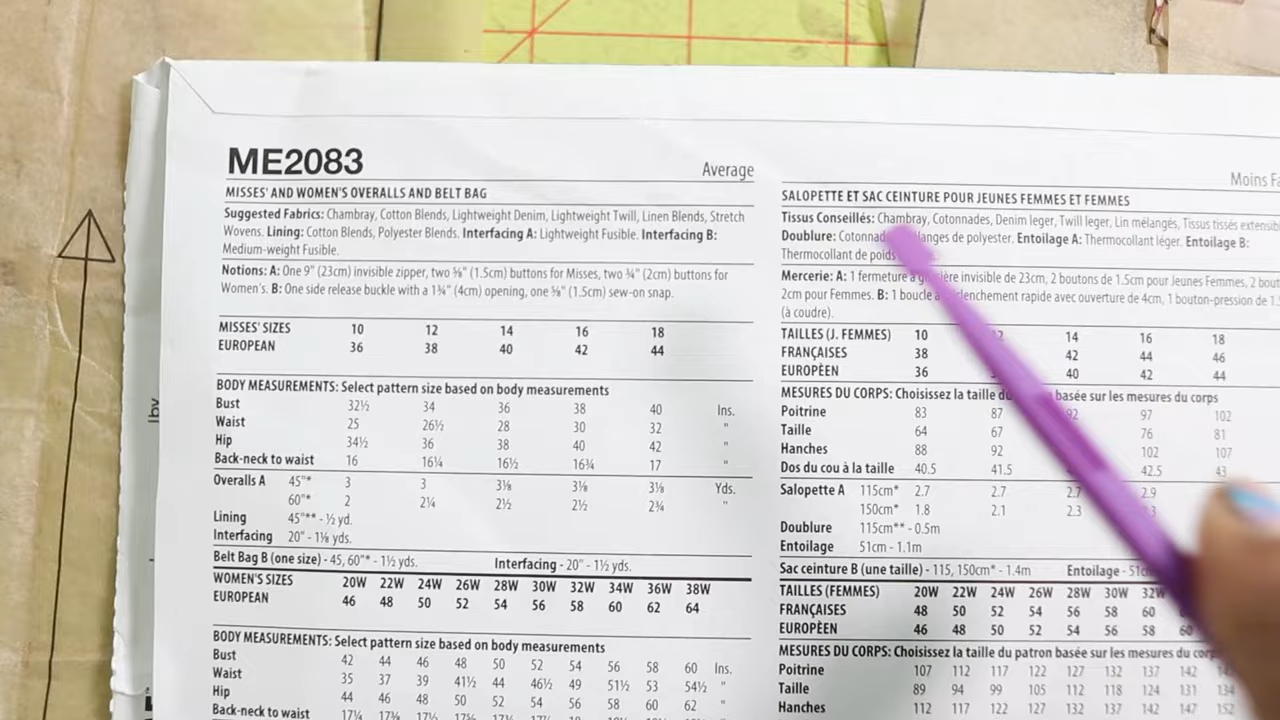 ME2083
Average
MISSES' AND WOMEN'S OVERALLS AND BELT BAG
Suggested Fabrics: Chambray, Cotton Blends, Lightweight Denim, Lightweight Twill, Linen Blends, Stretch
Wovens. Lining: Cotton Blends, Polyester Blends. Interfacing A: Lightweight Fusible. Interfacing B:
Medium-weight Fusible.
Notions: A: One 9" (23cm) invisible zipper, two ⅝" (1.5cm) buttons for Misses, two ¾" (2cm) buttons for
Women's. B: One side release buckle with a 1¾" (4cm) opening, one ⅝" (1.5cm) sew-on snap.
MISSES' SIZES 10 12 14 16 18
EUROPEAN 36 38 40 42 44
BODY MEASUREMENTS: Select pattern size based on body measurements
Bust 32½ 34 36 38 40 Ins.
Waist 25 26½ 28 30 32 "
Hip 34½ 36 38 40 42 "
Back-neck to waist 16 16¼ 16½ 16¾ 17 "
Overalls A 45"* 3 3 3⅛ 3⅛ 3⅛ Yds.
60"* 2 2¼ 2½ 2½ 2¾ "
Lining 45"** - ½ yd.
Interfacing 20" - 1⅛ yds.
Belt Bag B (one size) - 45, 60"* - 1½ yds. Interfacing - 20" - 1½ yds.
WOMEN'S SIZES 20W 22W 24W 26W 28W 30W 32W 34W 36W 38W
EUROPEAN 46 48 50 52 54 56 58 60 62 64
BODY MEASUREMENTS: Select pattern size based on body measurements
Bust 42 44 46 48 50 52 54 56 58 60 Ins.
Waist 35 37 39 41½ 44 46½ 49 51½ 53 54½ "
Hip 44 46 48 50 52 54 56 58 60 62 "
Back-neck to waist 17¼
Moins
SALOPETTE ET SAC CEINTURE POUR JEUNES FEMMES ET FEMMES
Tissus Conseillés: Chambray, Cotonnades, Denim leger, Twill leger, Lin mélangés, Tissus tissés
Doublure: de polyester. Entoilage A: Thermocollant léger. Entoilage B:
Thermocollant de poids
Mercerie: A: 1 fermeture à invisible de 23cm, 2 boutons de 1.5cm pour Jeunes Femmes, 2
2cm pour Femmes. B: 1 boucle à rapide avec ouverture de 4cm, 1 bouton-pression de
(à coudre).
TAILLES (J. FEMMES) 10 14 16 18
FRANÇAISES 38 42 44 46
EUROPÈEN 36 40 42 44
MESURES DU CORPS: Choisissez la taille basée sur les mesures du corps
Poitrine 83 87 92 97 102
Taille 64 67 76 81
Hanches 88 92 102 107
Dos du cou à la taille 40.5 41.5 42.5 43
Salopette A 115cm* 2.7 2.7 2.7 2.9
150cm* 1.8 2.1 2.3
Doublure 115cm** - 0.5m
Entoilage 51cm - 1.1m
Sac ceinture B (une taille) - 115, 150cm* - 1.4m Entoilage
TAILLES (FEMMES) 20W 22W 24W 26W 28W 30W 32W
FRANÇAISES 48 50 52 54 56 58 60
EUROPÈEN 46 48 50 52 54 56 58 60
MESURES DU CORPS: Choisissez la taille du patron basée sur les mesures du
Poitrine 107 112 117 122 127 132 137 142
Taille 89 94 99 105 112 118 124 131 134
Hanches 112 117 122 127 132 137 142 147 152